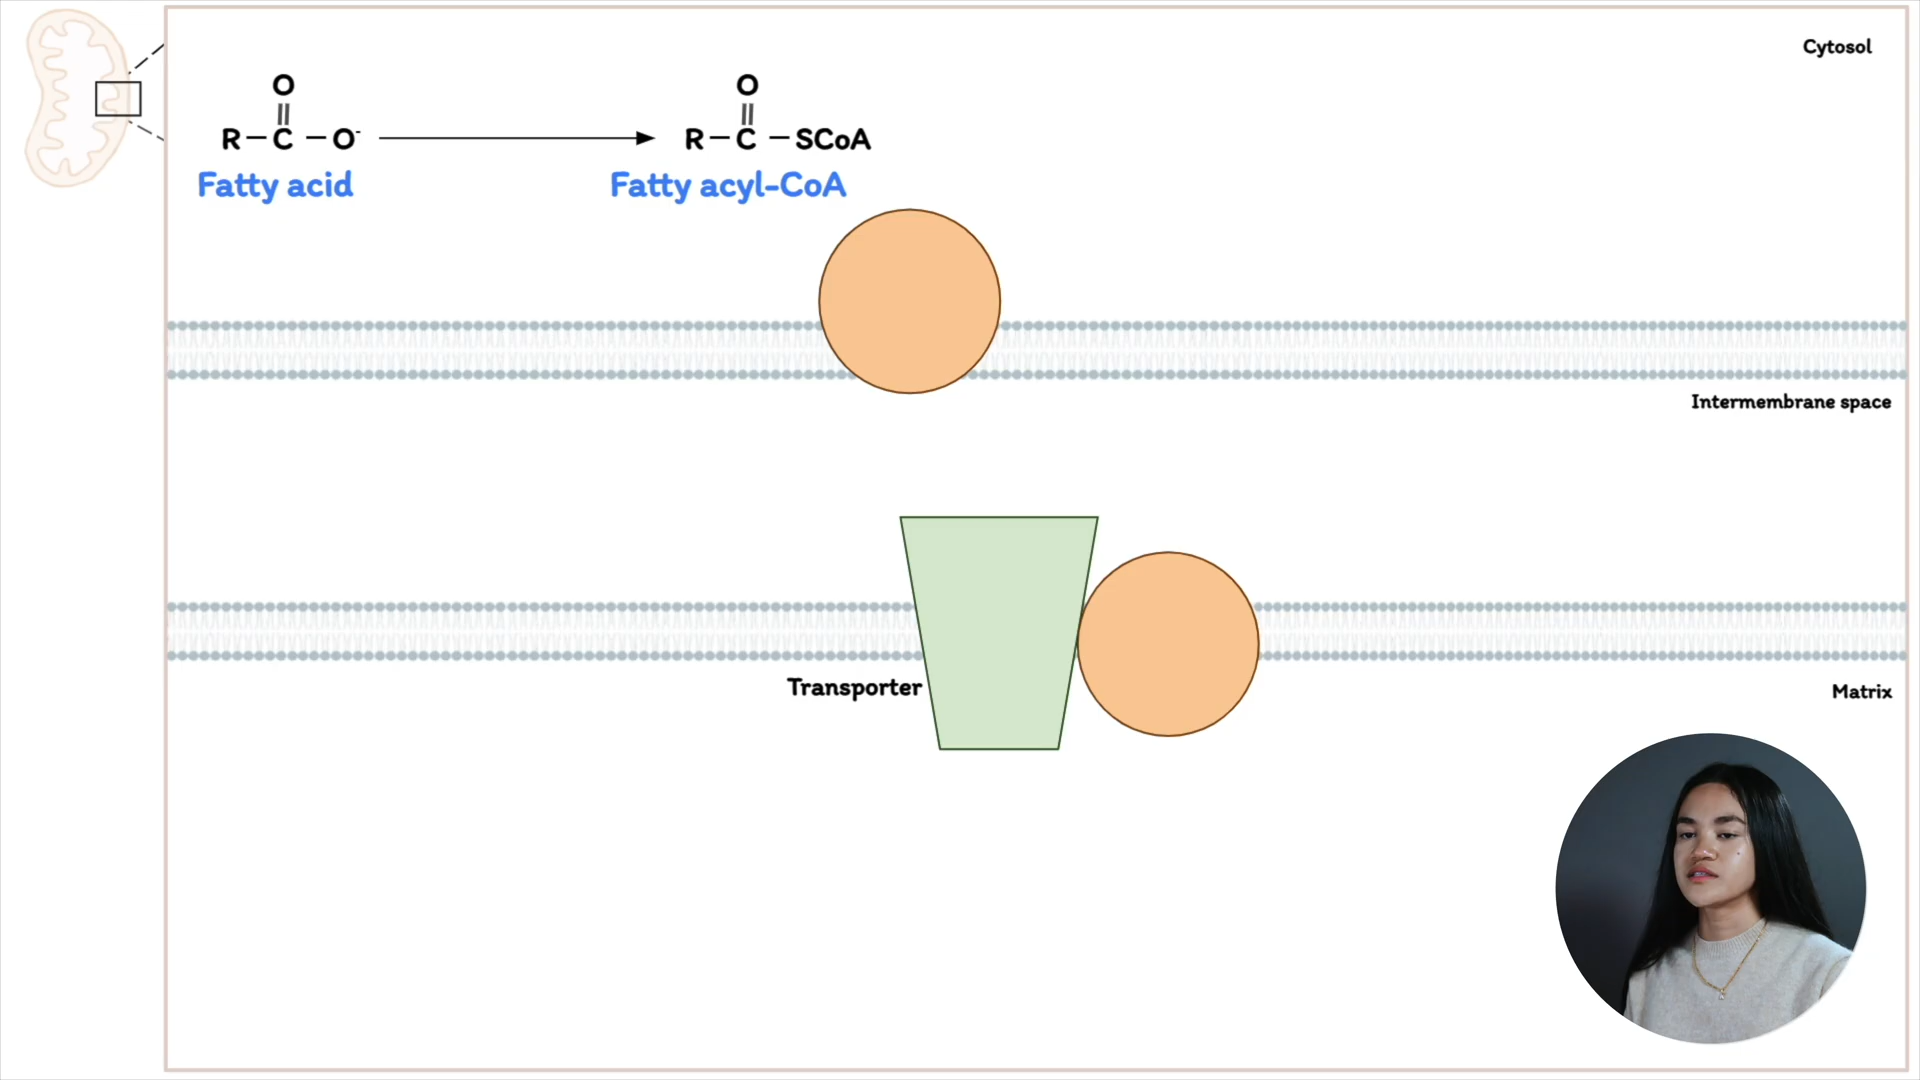 Cytosol
O
||
R – C – O-
Fatty acid
O
||
R – C – SCoA
Fatty acyl-CoA
Intermembrane space
Transporter
Matrix